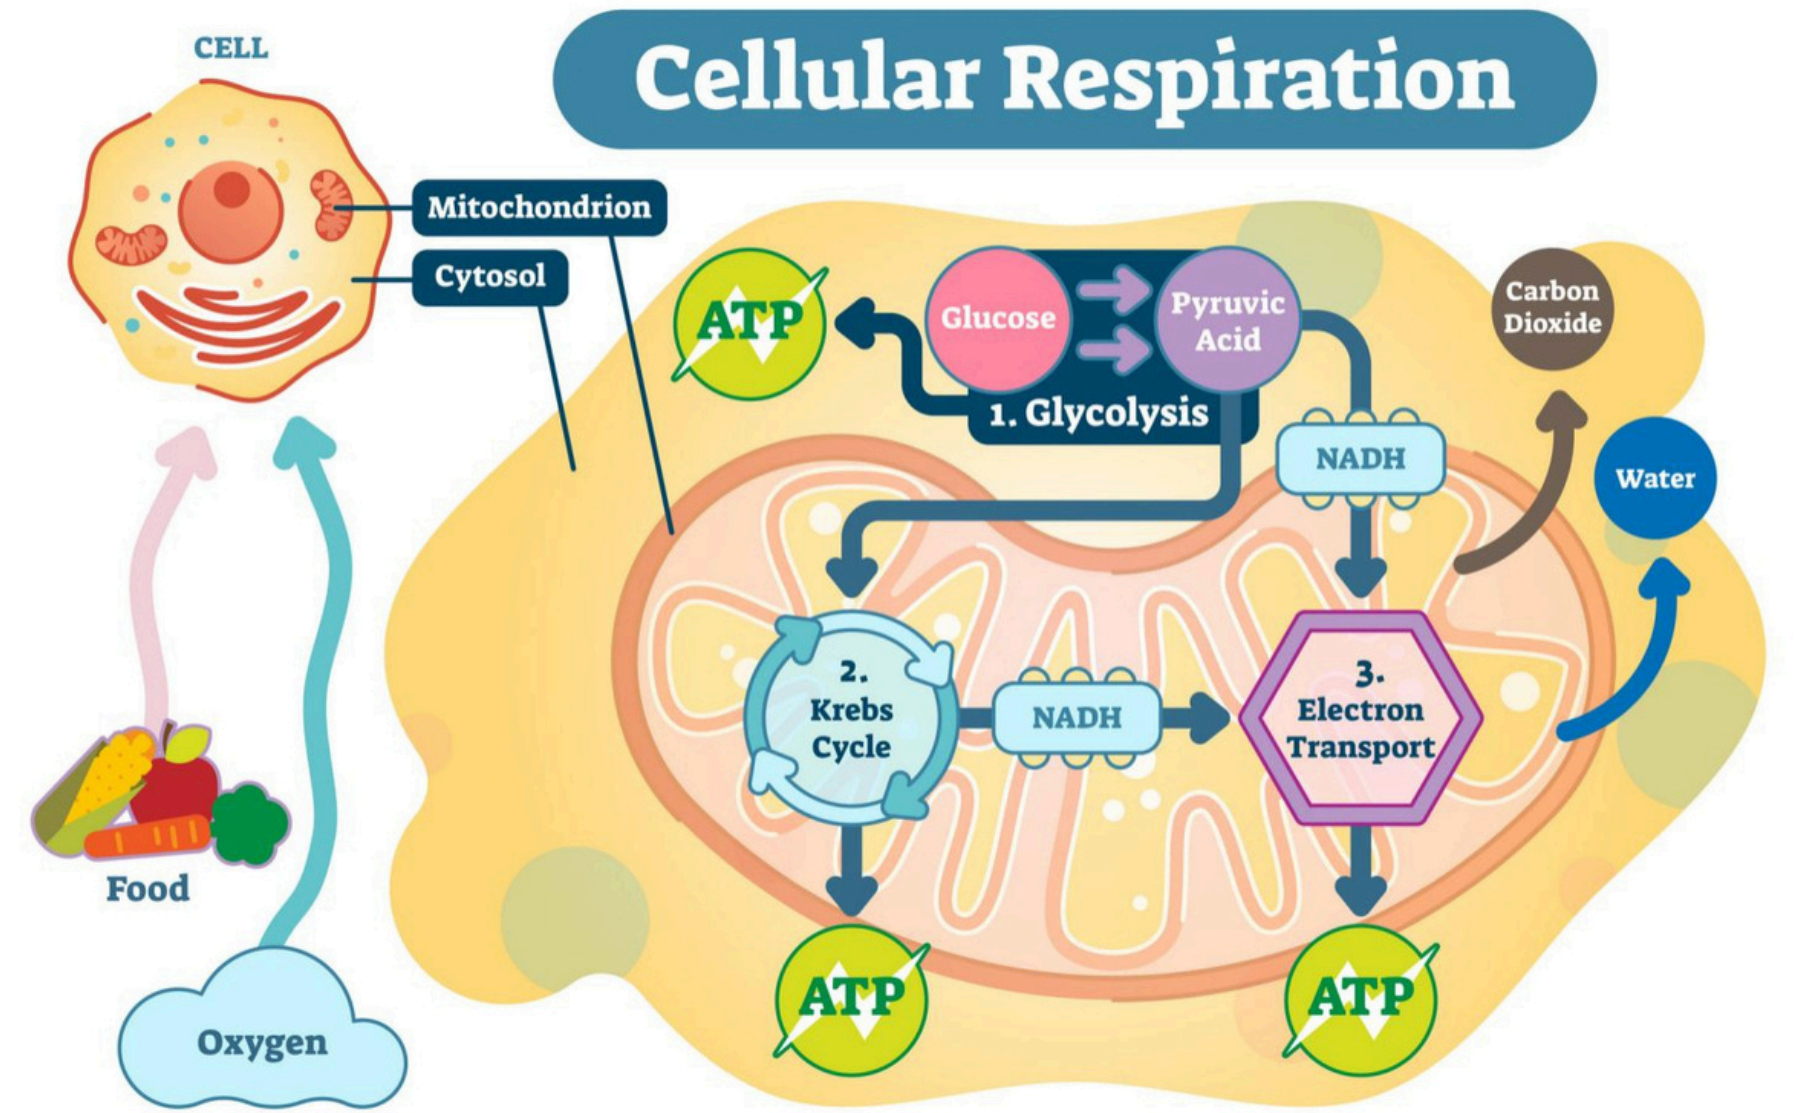 CELL
Cellular Respiration
Mitochondrion
Cytosol
ATP
Glucose
Pyruvic
Acid
1. Glycolysis
Carbon
Dioxide
NADH
Water
2.
Krebs
Cycle
NADH
3.
Electron
Transport
Food
Oxygen
ATP
ATP